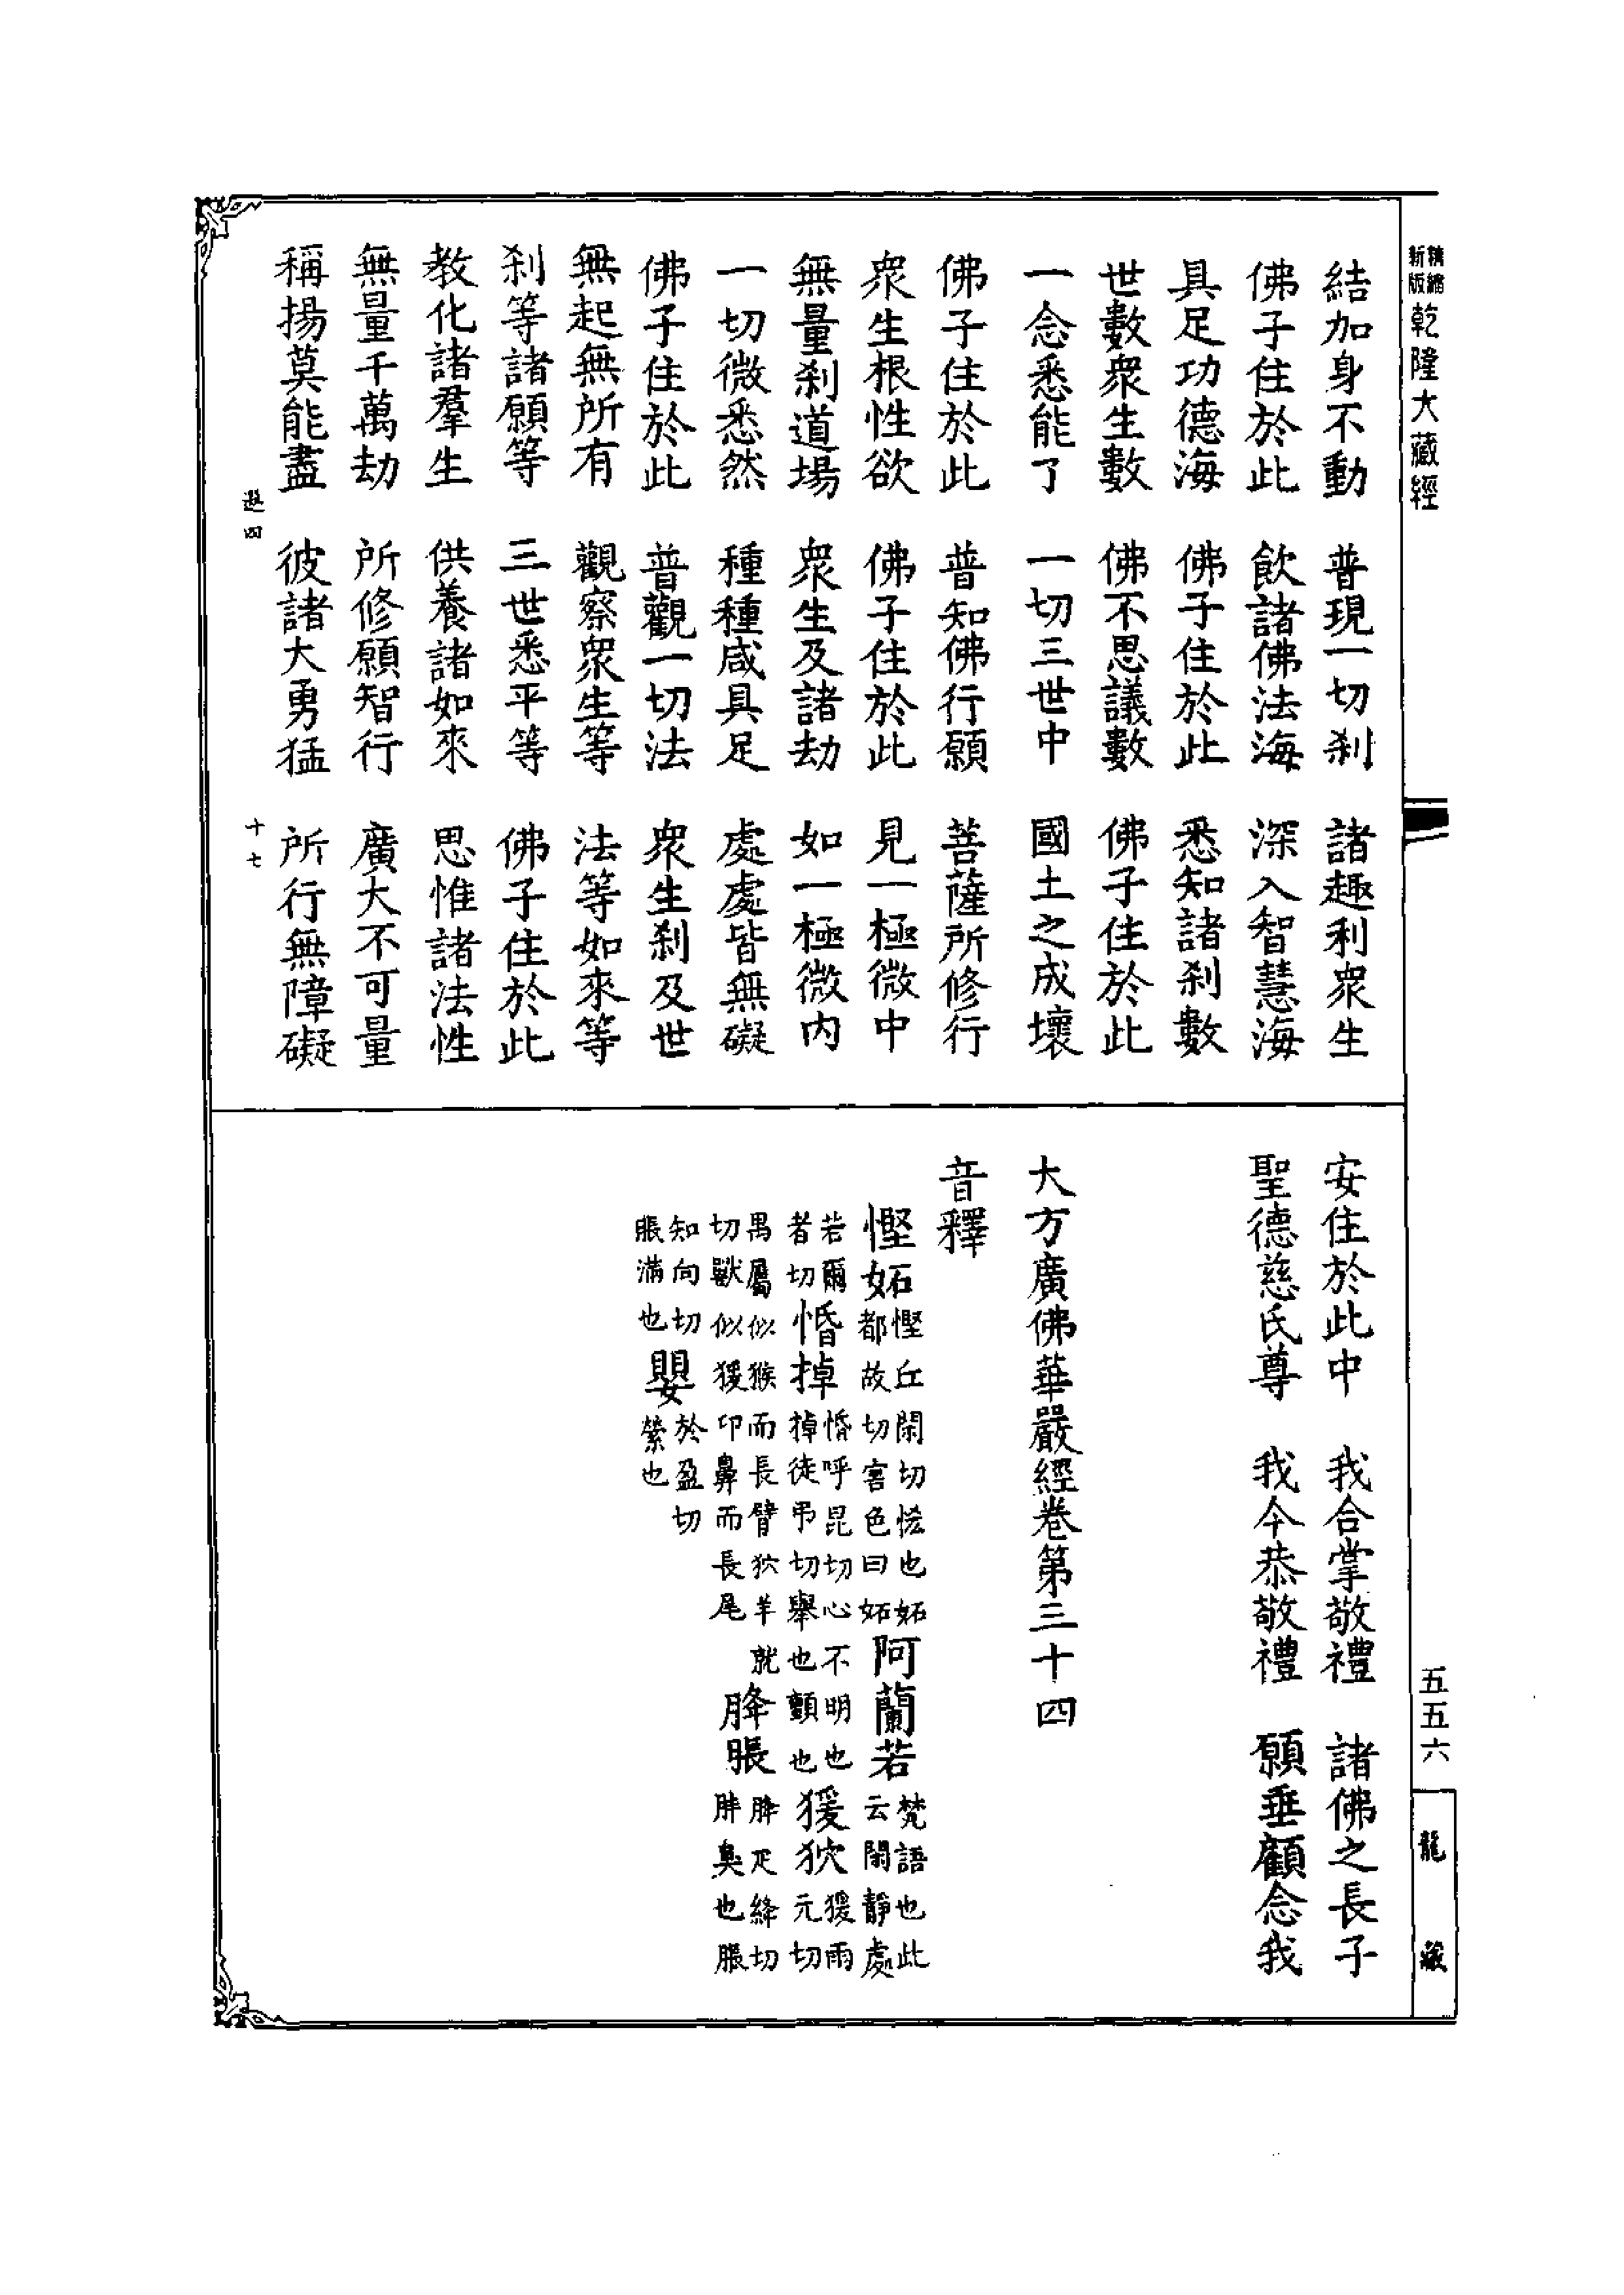 精縮新版乾隆大藏經
結加身不動 普現一切刹 諸趣利衆生
佛子住於此 飲諸佛法海 深入智慧海
具足功德海 佛子住於此 悉知諸刹數
世數衆生數 佛不思議數 佛子住於此
一念悉能了 一切三世中 國土之成壞
佛子住於此 普知佛行願 菩薩所修行
衆生根性欲 佛子住於此 見一極微中
無量刹道場 衆生及諸劫 如一極微内
一切微悉然 種種咸具足 處處皆無礙
佛子住於此 普觀一切法 衆生刹及世
無起無所有 觀察衆生等 法等如來等
刹等諸願等 三世悉平等 佛子住於此
教化諸羣生 供養諸如來 思惟諸法性
無量千萬劫 所修願智行 廣大不可量
稱揚莫能盡 彼諸大勇猛 所行無障礙
遐四 十七
安住於此中 我合掌敬禮 諸佛之長子
聖德慈氏尊 我今恭敬禮 願垂顧念我
大方廣佛華嚴經卷第三十四
音釋
慳妬慳丘閑切悋也妬都故切害色曰妬阿蘭若梵語也此云閑靜處
若爾者切惛掉惛呼昆切心不明也掉徒弔切舉也顫也猨狖猨雨元切
禺屬似猴而長臂狖羊就切獸似猨卬鼻而長尾胮脹胮疋絳切胖臭也脹
知向切脹滿也嬰於盈切縈也
五五六
龍藏